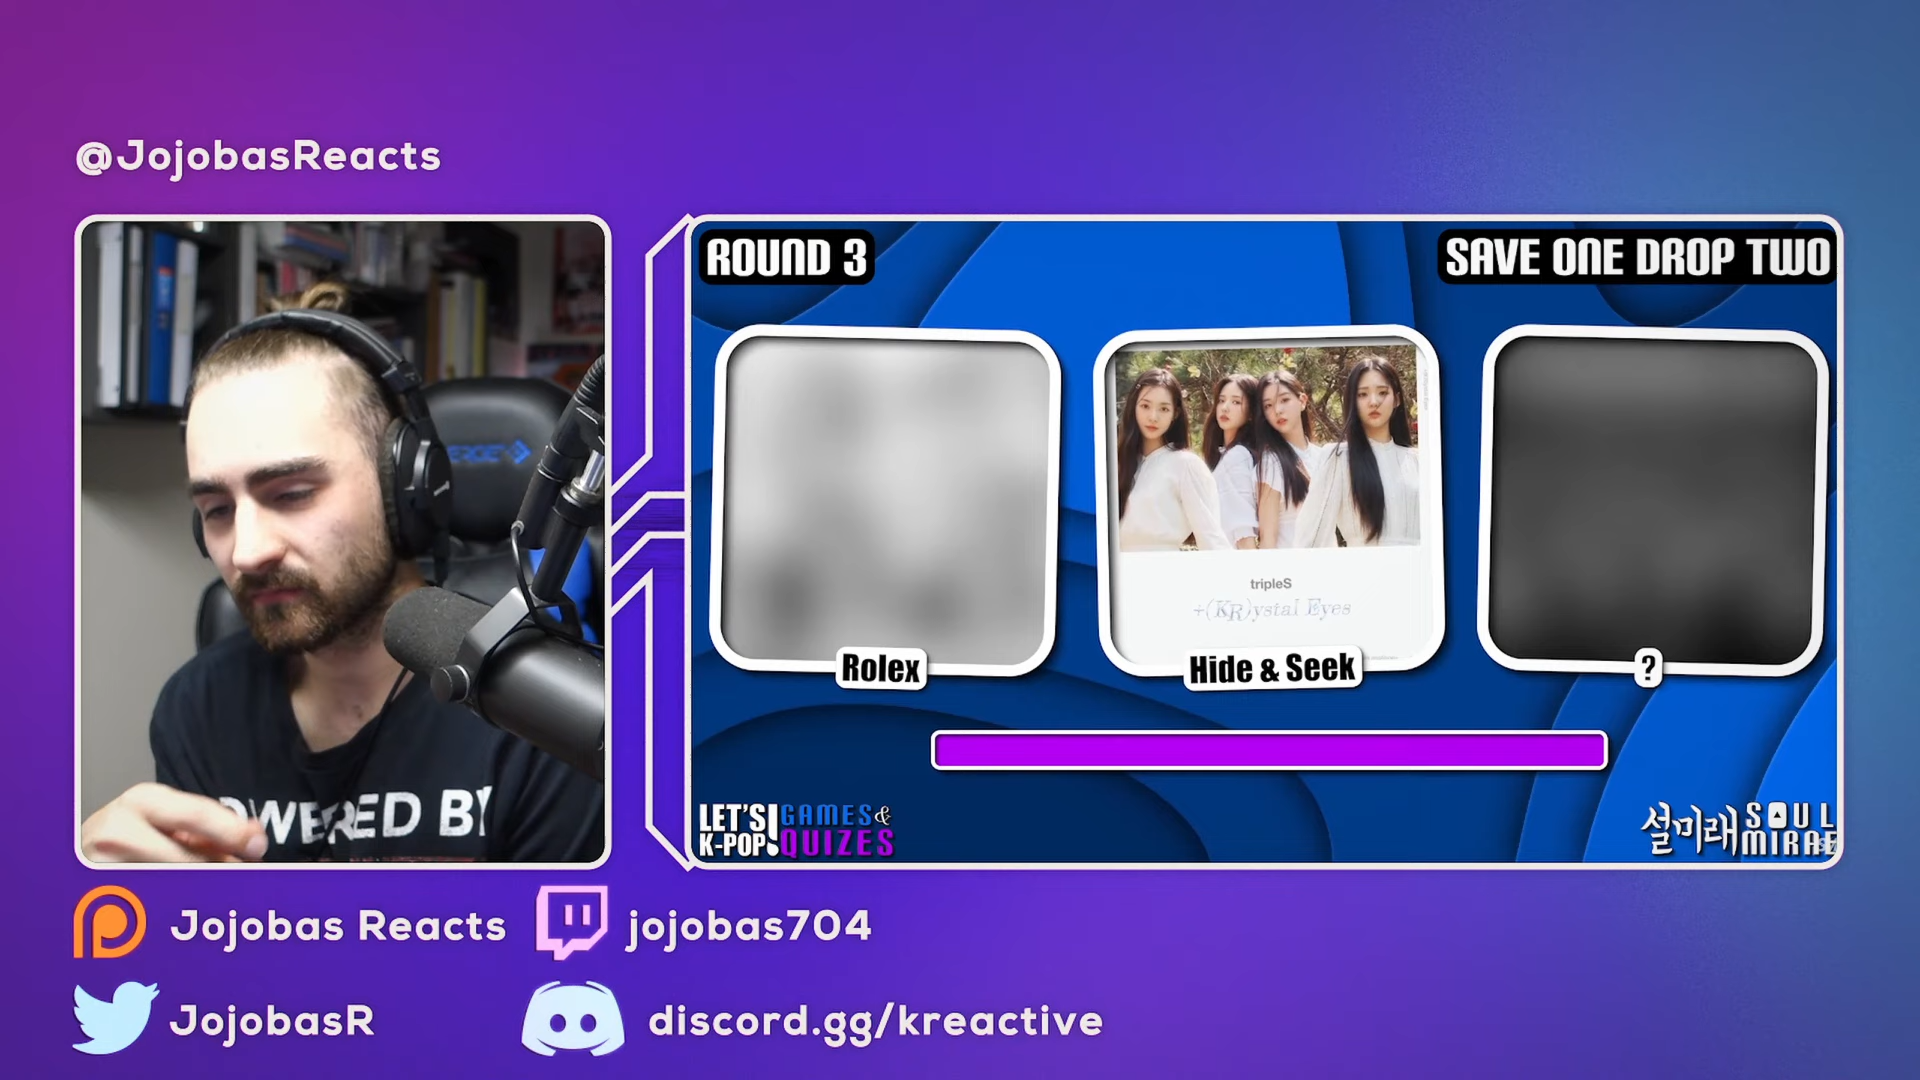 @JojobasReacts
ROUND 3
SAVE ONE DROP TWO
tripleS
+(KR)ystal Eyes
Rolex
Hide & Seek
?
POWERED BY
LET'S K-POP! GAMES & QUIZES
설미래 SOUL MIRAE
Jojobas Reacts
jojobas704
JojobasR
discord.gg/kreactive